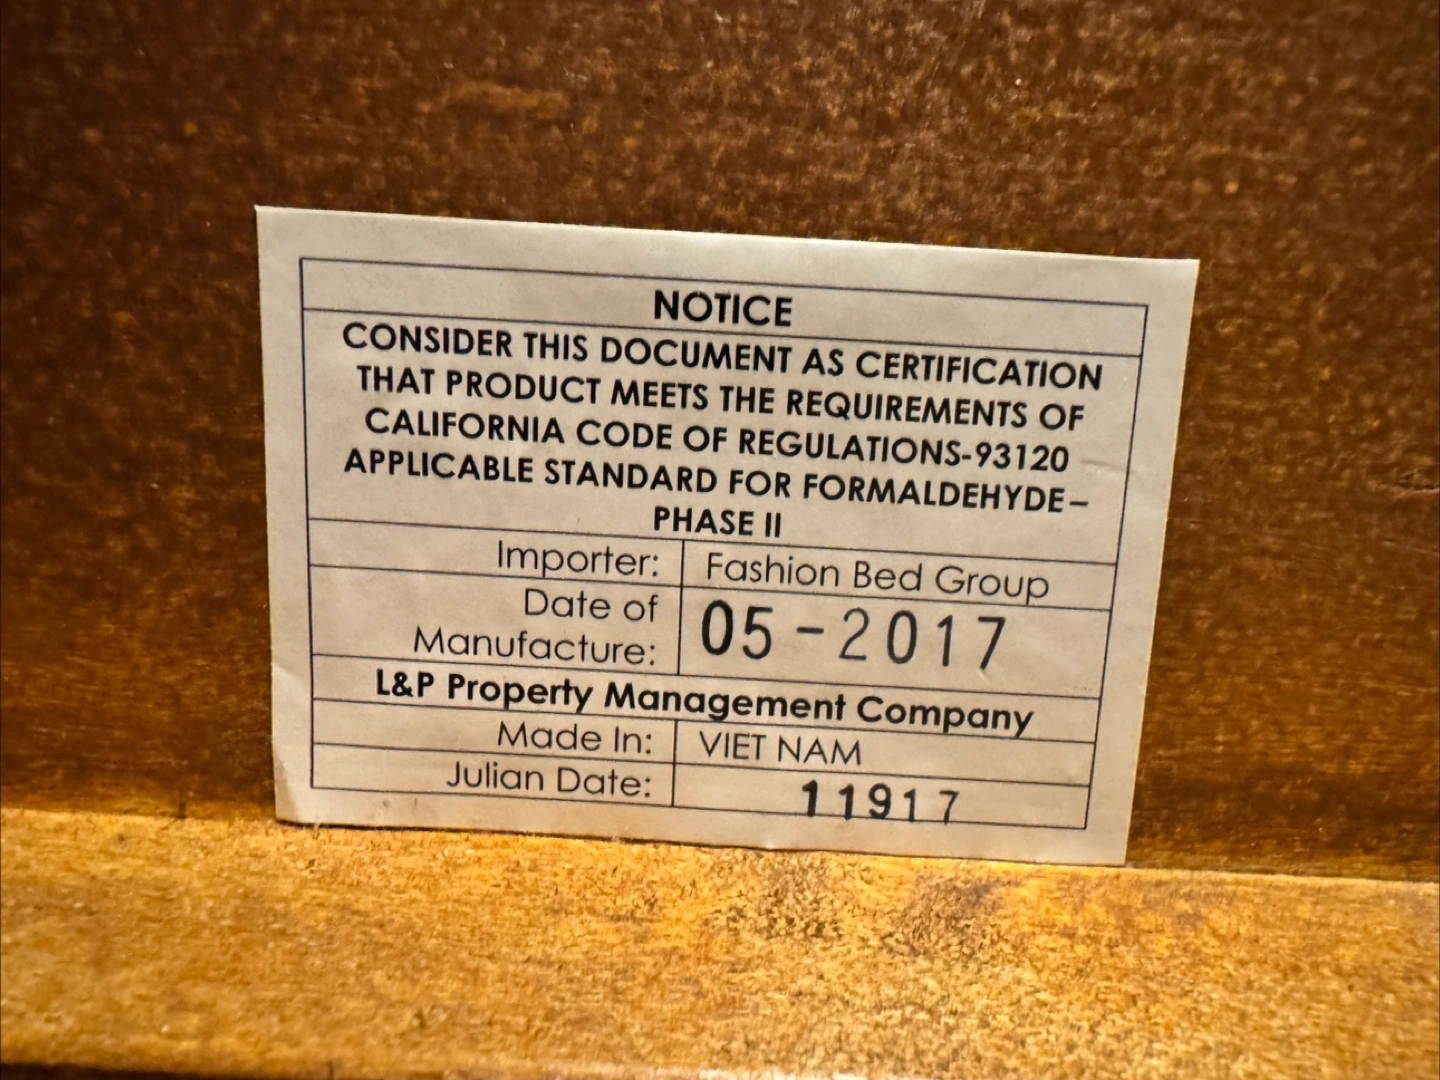 NOTICE
CONSIDER THIS DOCUMENT AS CERTIFICATION
THAT PRODUCT MEETS THE REQUIREMENTS OF
CALIFORNIA CODE OF REGULATIONS-93120
APPLICABLE STANDARD FOR FORMALDEHYDE–
PHASE II
Importer: Fashion Bed Group
Date of
Manufacture: 05-2017
L&P Property Management Company
Made In: VIET NAM
Julian Date: 11917